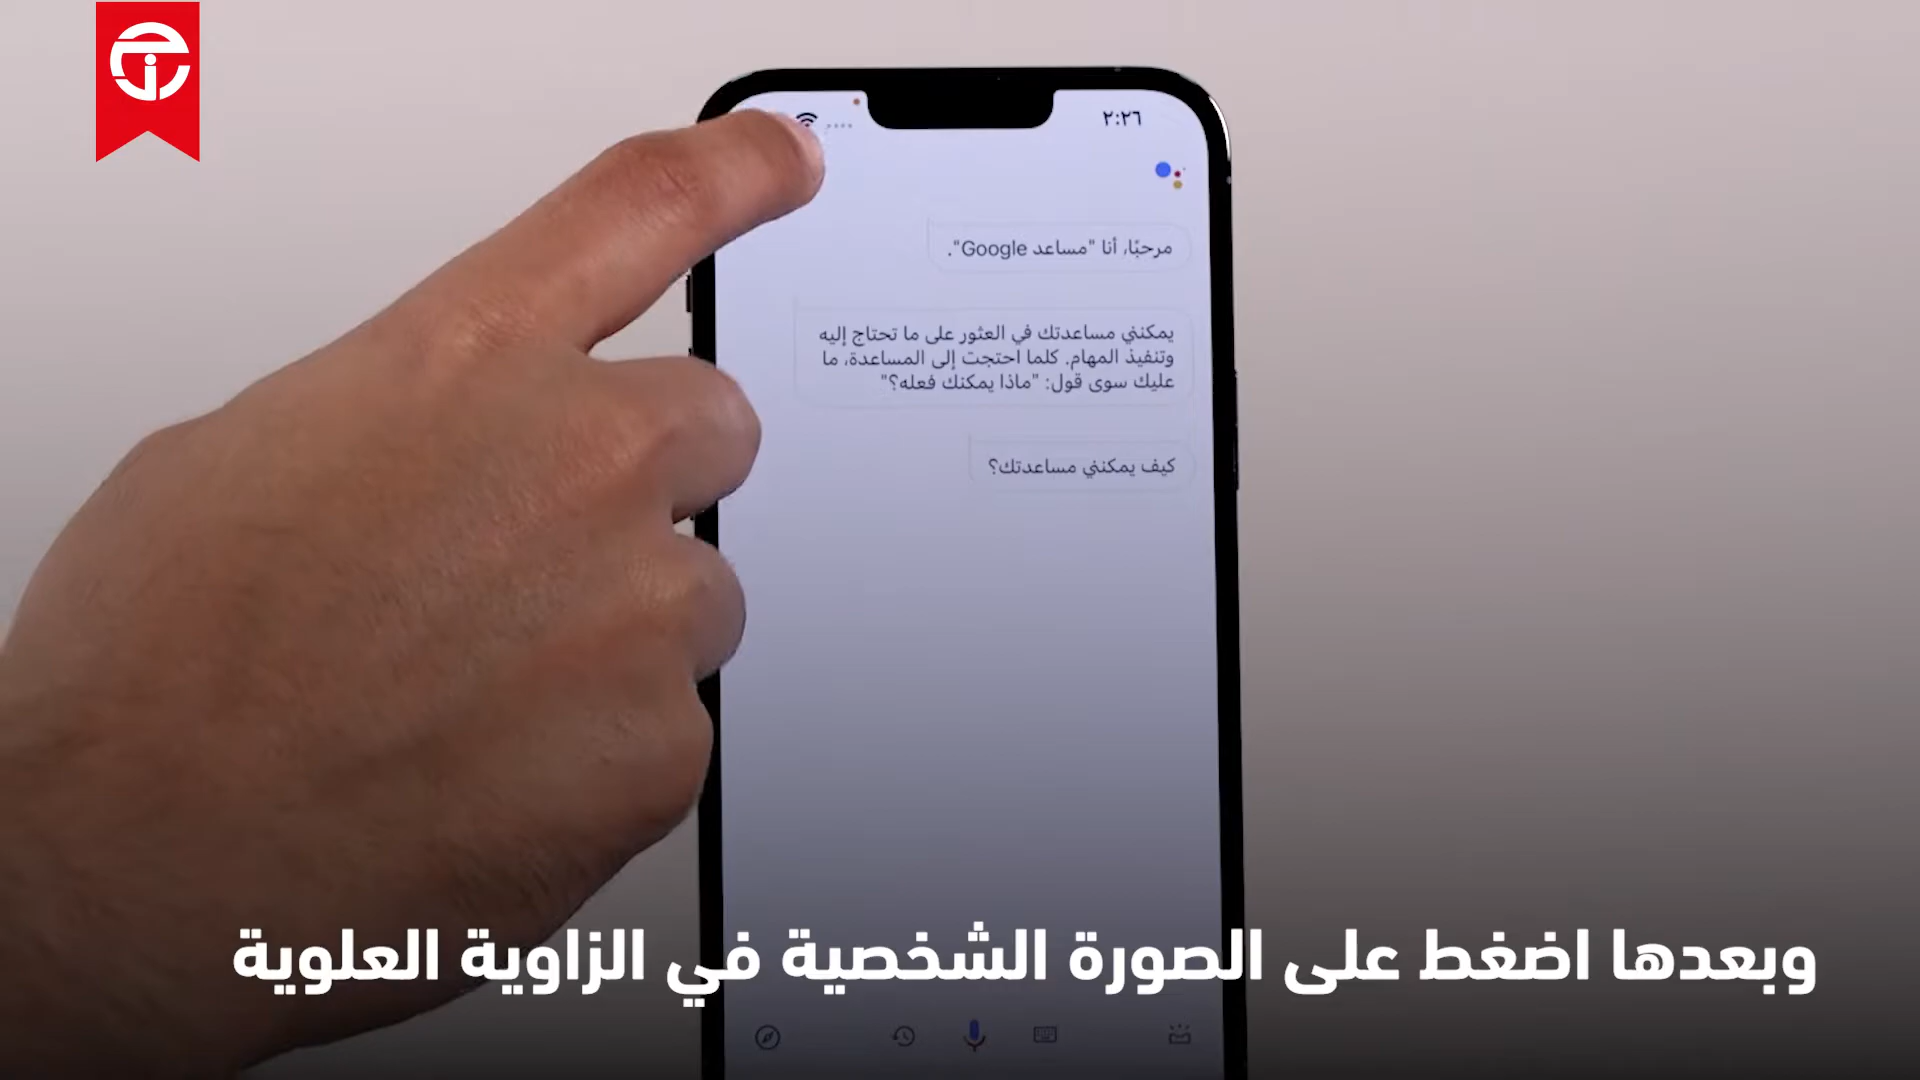 ٢:٢٦
مرحبًا، أنا "مساعد Google".
يمكنني مساعدتك في العثور على ما تحتاج إليه
وتنفيذ المهام. كلما احتجت إلى المساعدة، ما
عليك سوى قول: "ماذا يمكنك فعله؟"
كيف يمكنني مساعدتك؟
وبعدها اضغط على الصورة الشخصية في الزاوية العلوية